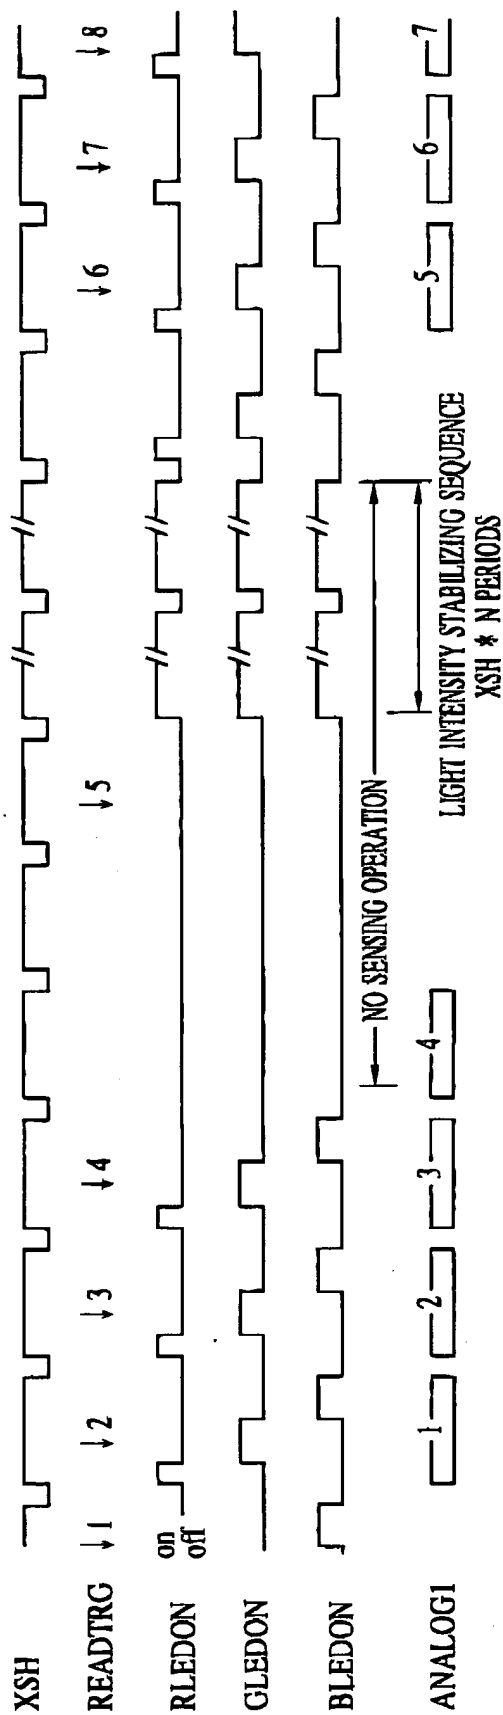 XSH
READTRG 1 2 3 4 5 6 7 8
RLEDON on
off
GLEDON
BLEDON
NO SENSING OPERATION
ANALOG1 1 2 3 4 5 6 7
LIGHT INTENSITY STABILIZING SEQUENCE
XSH * N PERIODS